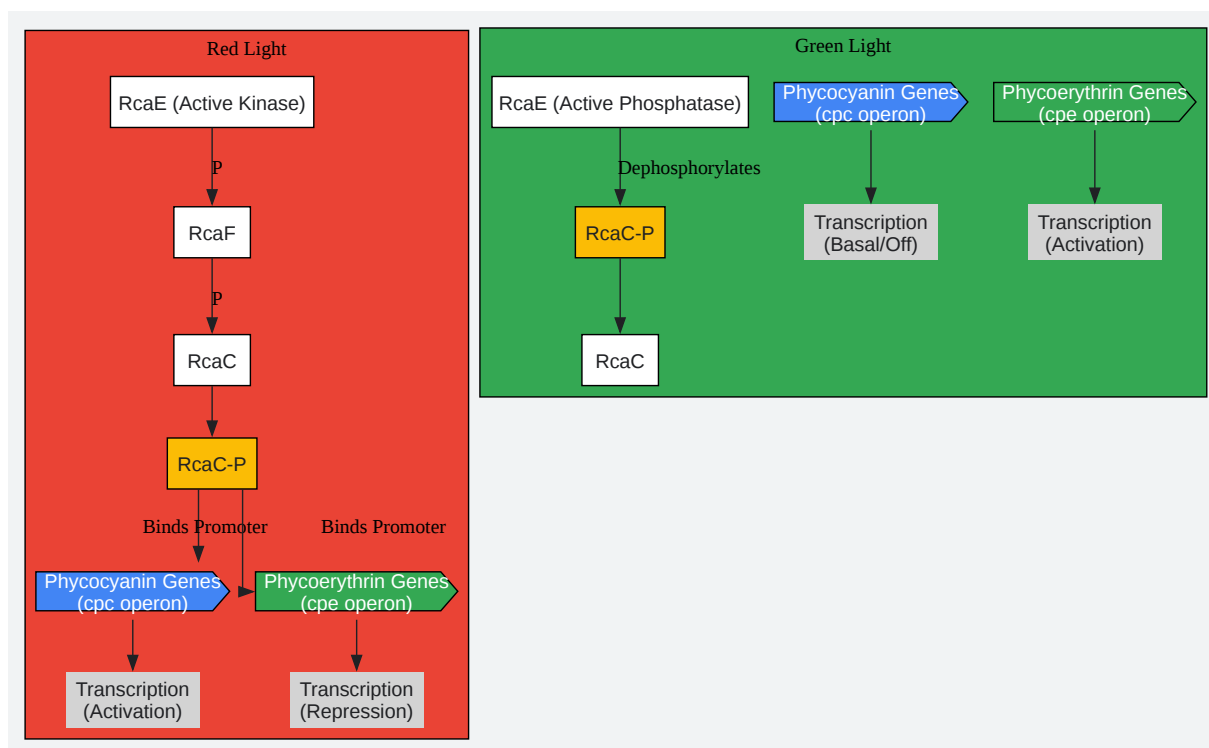 Red Light
RcaE (Active Kinase)
P
RcaF
P
RcaC
RcaC-P
Binds Promoter
Binds Promoter
Phycocyanin Genes
(cpc operon)
Phycoerythrin Genes
(cpe operon)
Transcription
(Activation)
Transcription
(Repression)
Green Light
RcaE (Active Phosphatase)
Dephosphorylates
RcaC-P
RcaC
Phycocyanin Genes
(cpc operon)
Transcription
(Basal/Off)
Phycoerythrin Genes
(cpe operon)
Transcription
(Activation)